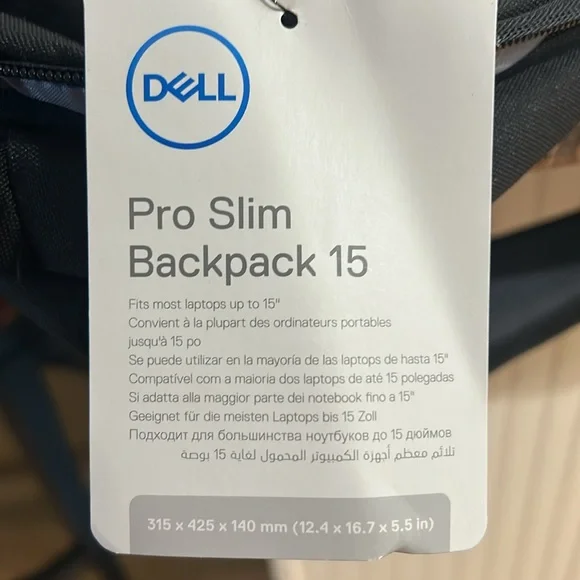 DELL
Pro Slim
Backpack 15
Fits most laptops up to 15"
Convient à la plupart des ordinateurs portables
jusqu'à 15 po
Se puede utilizar en la mayoría de las laptops de hasta 15"
Compatível com a maioria dos laptops de até 15 polegadas
Si adatta alla maggior parte dei notebook fino a 15"
Geeignet für die meisten Laptops bis 15 Zoll
Подходит для большинства ноутбуков до 15 дюймов
تلائم معظم أجهزة الكمبيوتر المحمول لغاية 15 بوصة
315 x 425 x 140 mm (12.4 x 16.7 x 5.5 in)